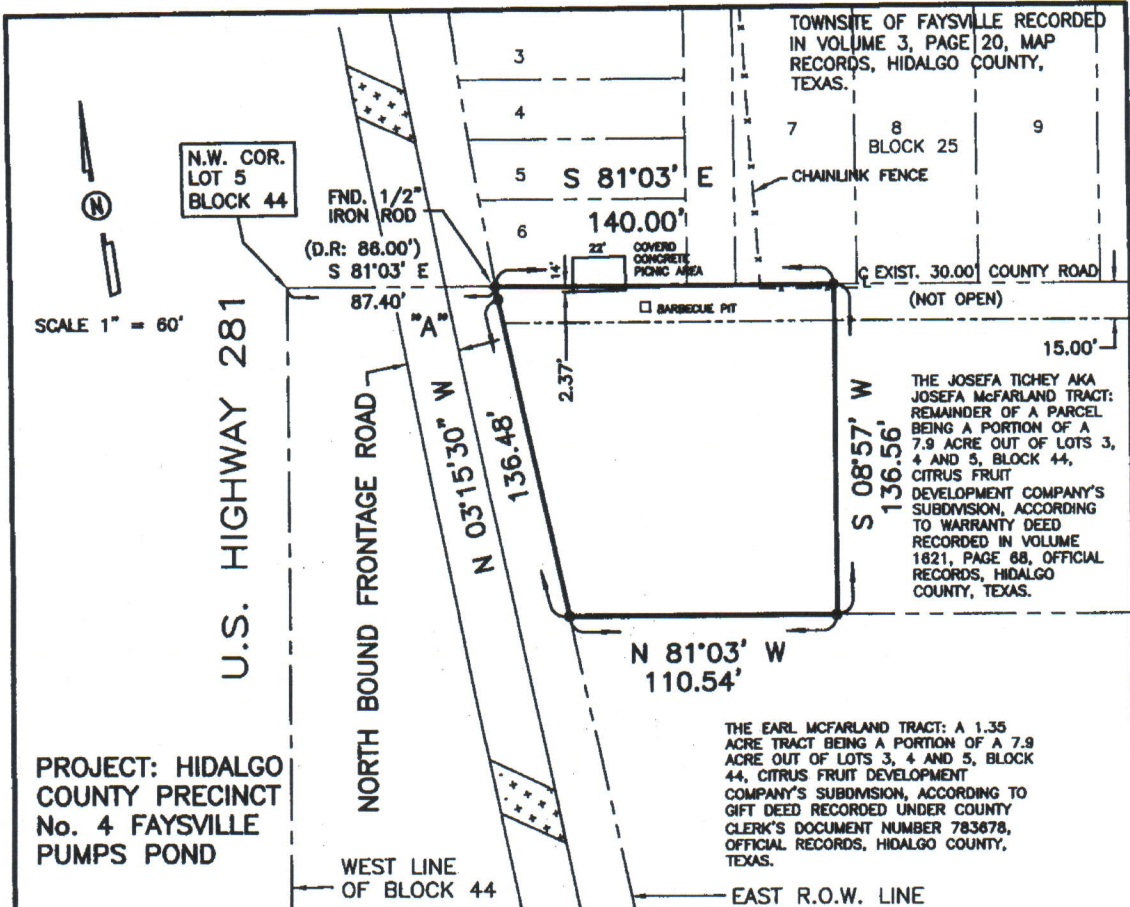 TOWNSITE OF FAYSVILLE RECORDED
IN VOLUME 3, PAGE 20, MAP
RECORDS, HIDALGO COUNTY,
TEXAS.
3
4
5
6
7
8
BLOCK 25
9
CHAINLINK FENCE
N
SCALE 1" = 60'
N.W. COR.
LOT 5
BLOCK 44
FND. 1/2"
IRON ROD
(D.R: 86.00')
S 81°03' E
87.40'
S 81°03' E
140.00'
22'
14'
COVERD
CONCRETE
PICNIC AREA
BARBECUE PIT
2.37'
℄ EXIST. 30.00' COUNTY ROAD
(NOT OPEN)
15.00'
"A"
U.S. HIGHWAY 281
NORTH BOUND FRONTAGE ROAD
N 03°15'30" W
136.48'
S 08°57' W
136.56'
THE JOSEFA TICHEY AKA
JOSEFA McFARLAND TRACT:
REMAINDER OF A PARCEL
BEING A PORTION OF A
7.9 ACRE OUT OF LOTS 3,
4 AND 5, BLOCK 44,
CITRUS FRUIT
DEVELOPMENT COMPANY'S
SUBDIVISION, ACCORDING
TO WARRANTY DEED
RECORDED IN VOLUME
1621, PAGE 68, OFFICIAL
RECORDS, HIDALGO
COUNTY, TEXAS.
N 81°03' W
110.54'
THE EARL MCFARLAND TRACT: A 1.35
ACRE TRACT BEING A PORTION OF A 7.9
ACRE OUT OF LOTS 3, 4 AND 5, BLOCK
44, CITRUS FRUIT DEVELOPMENT
COMPANY'S SUBDIVISION, ACCORDING TO
GIFT DEED RECORDED UNDER COUNTY
CLERK'S DOCUMENT NUMBER 783678,
OFFICIAL RECORDS, HIDALGO COUNTY,
TEXAS.
PROJECT: HIDALGO
COUNTY PRECINCT
No. 4 FAYSVILLE
PUMPS POND
WEST LINE
OF BLOCK 44
EAST R.O.W. LINE